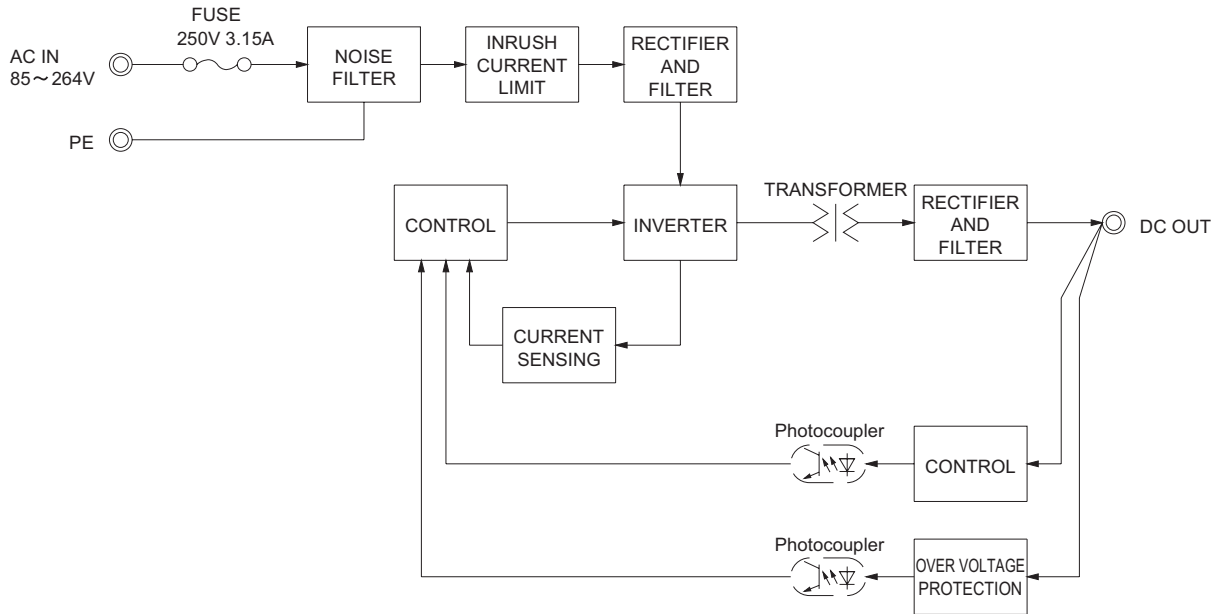 FUSE
250V 3.15A
AC IN
85～264V
NOISE
FILTER
INRUSH
CURRENT
LIMIT
RECTIFIER
AND
FILTER
PE
CONTROL
INVERTER
TRANSFORMER
RECTIFIER
AND
FILTER
DC OUT
CURRENT
SENSING
Photocoupler
CONTROL
Photocoupler
OVER VOLTAGE
PROTECTION